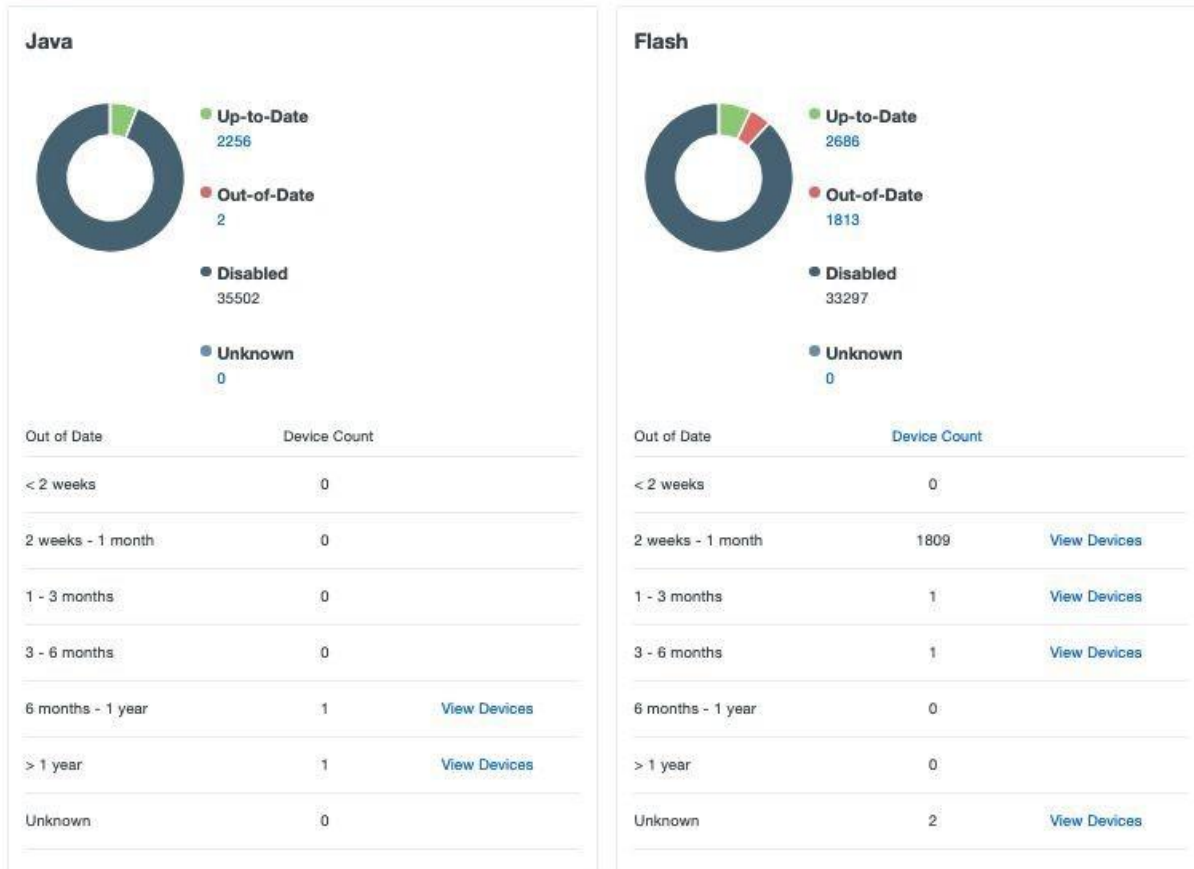 Java
Up-to-Date
2256
Out-of-Date
2
Disabled
35502
Unknown
0
Out of Date Device Count
< 2 weeks 0
2 weeks - 1 month 0
1 - 3 months 0
3 - 6 months 0
6 months - 1 year 1 View Devices
> 1 year 1 View Devices
Unknown 0
Flash
Up-to-Date
2686
Out-of-Date
1813
Disabled
33297
Unknown
0
Out of Date Device Count
< 2 weeks 0
2 weeks - 1 month 1809 View Devices
1 - 3 months 1 View Devices
3 - 6 months 1 View Devices
6 months - 1 year 0
> 1 year 0
Unknown 2 View Devices